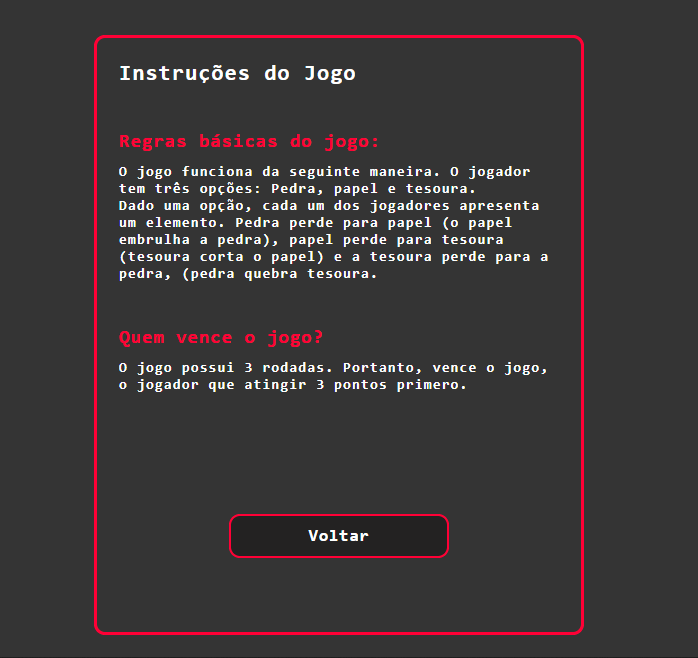 Instruções do Jogo
Regras básicas do jogo:
O jogo funciona da seguinte maneira. O jogador
tem três opções: Pedra, papel e tesoura.
Dado uma opção, cada um dos jogadores apresenta
um elemento. Pedra perde para papel (o papel
embrulha a pedra), papel perde para tesoura
(tesoura corta o papel) e a tesoura perde para a
pedra, (pedra quebra tesoura.
Quem vence o jogo?
O jogo possui 3 rodadas. Portanto, vence o jogo,
o jogador que atingir 3 pontos primero.
Voltar